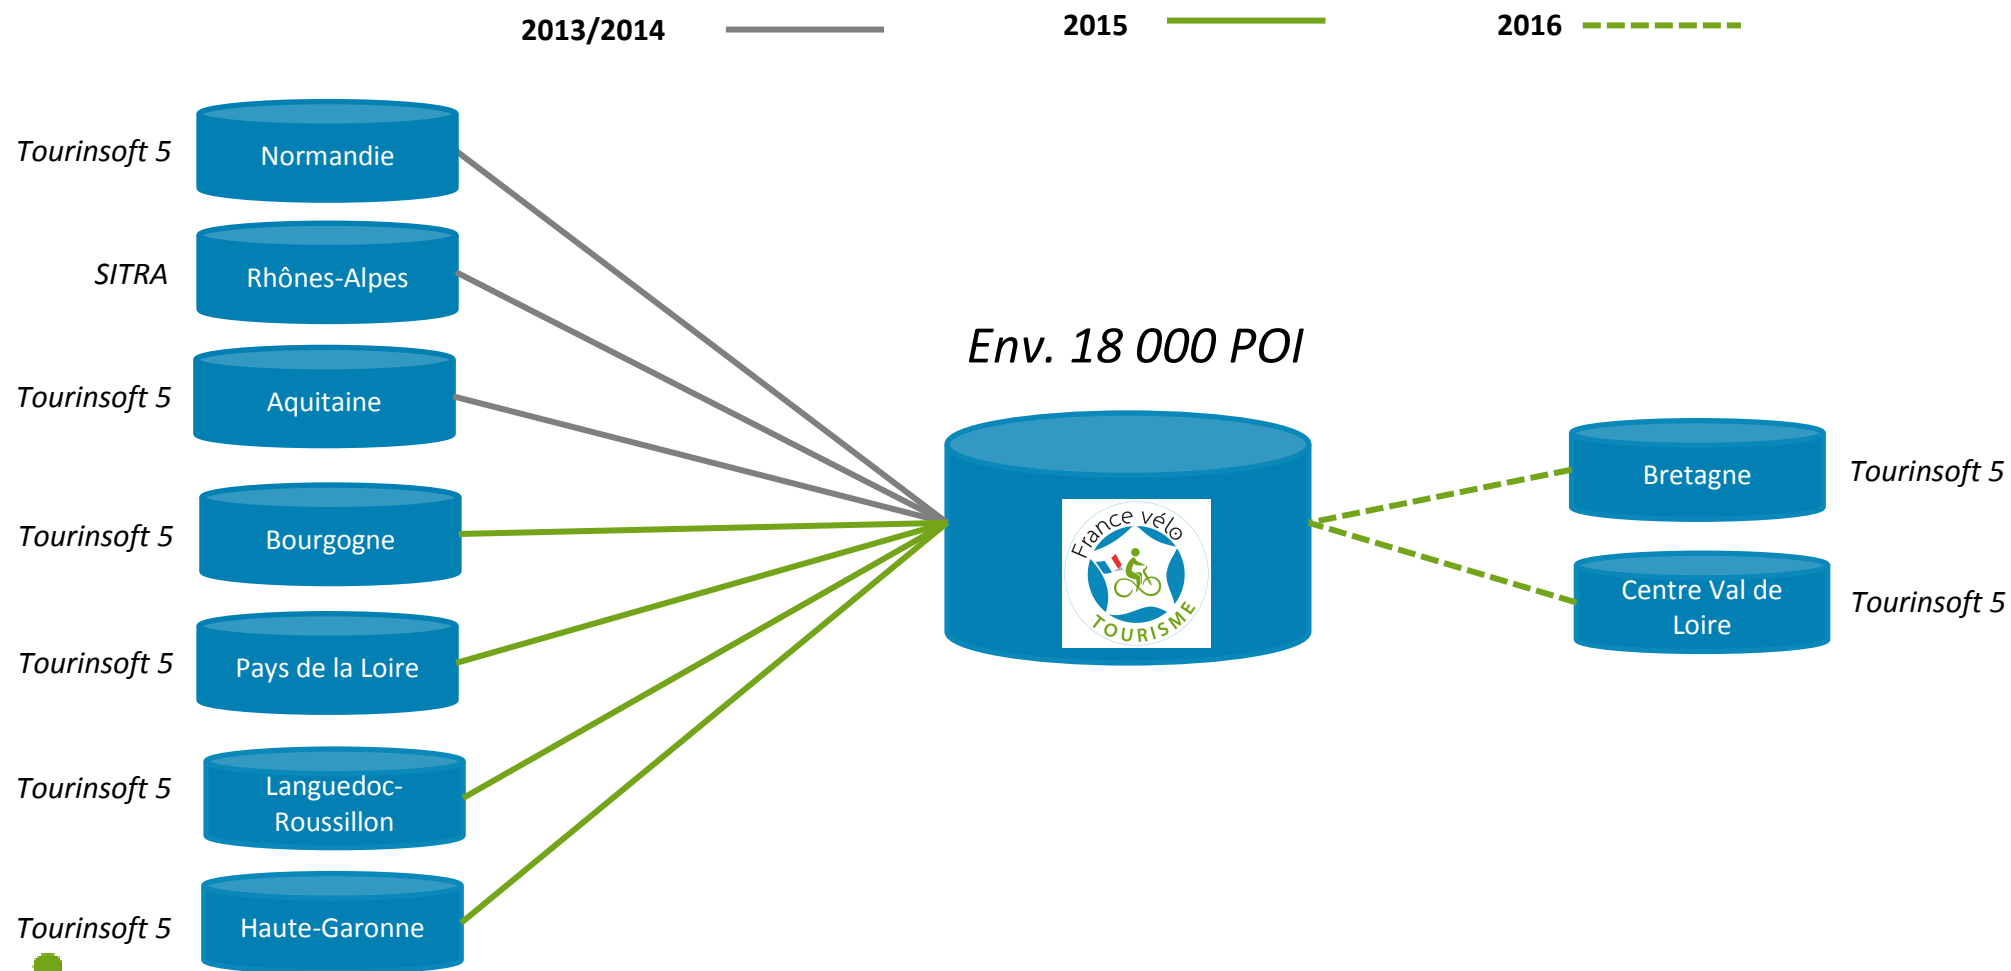 2013/2014
2015
2016
Tourinsoft 5
Normandie
SITRA
Rhônes-Alpes
Tourinsoft 5
Aquitaine
Tourinsoft 5
Bourgogne
Tourinsoft 5
Pays de la Loire
Tourinsoft 5
Languedoc-
Roussillon
Tourinsoft 5
Haute-Garonne
Env. 18 000 POI
France vélo
TOURISME
Bretagne
Tourinsoft 5
Centre Val de
Loire
Tourinsoft 5